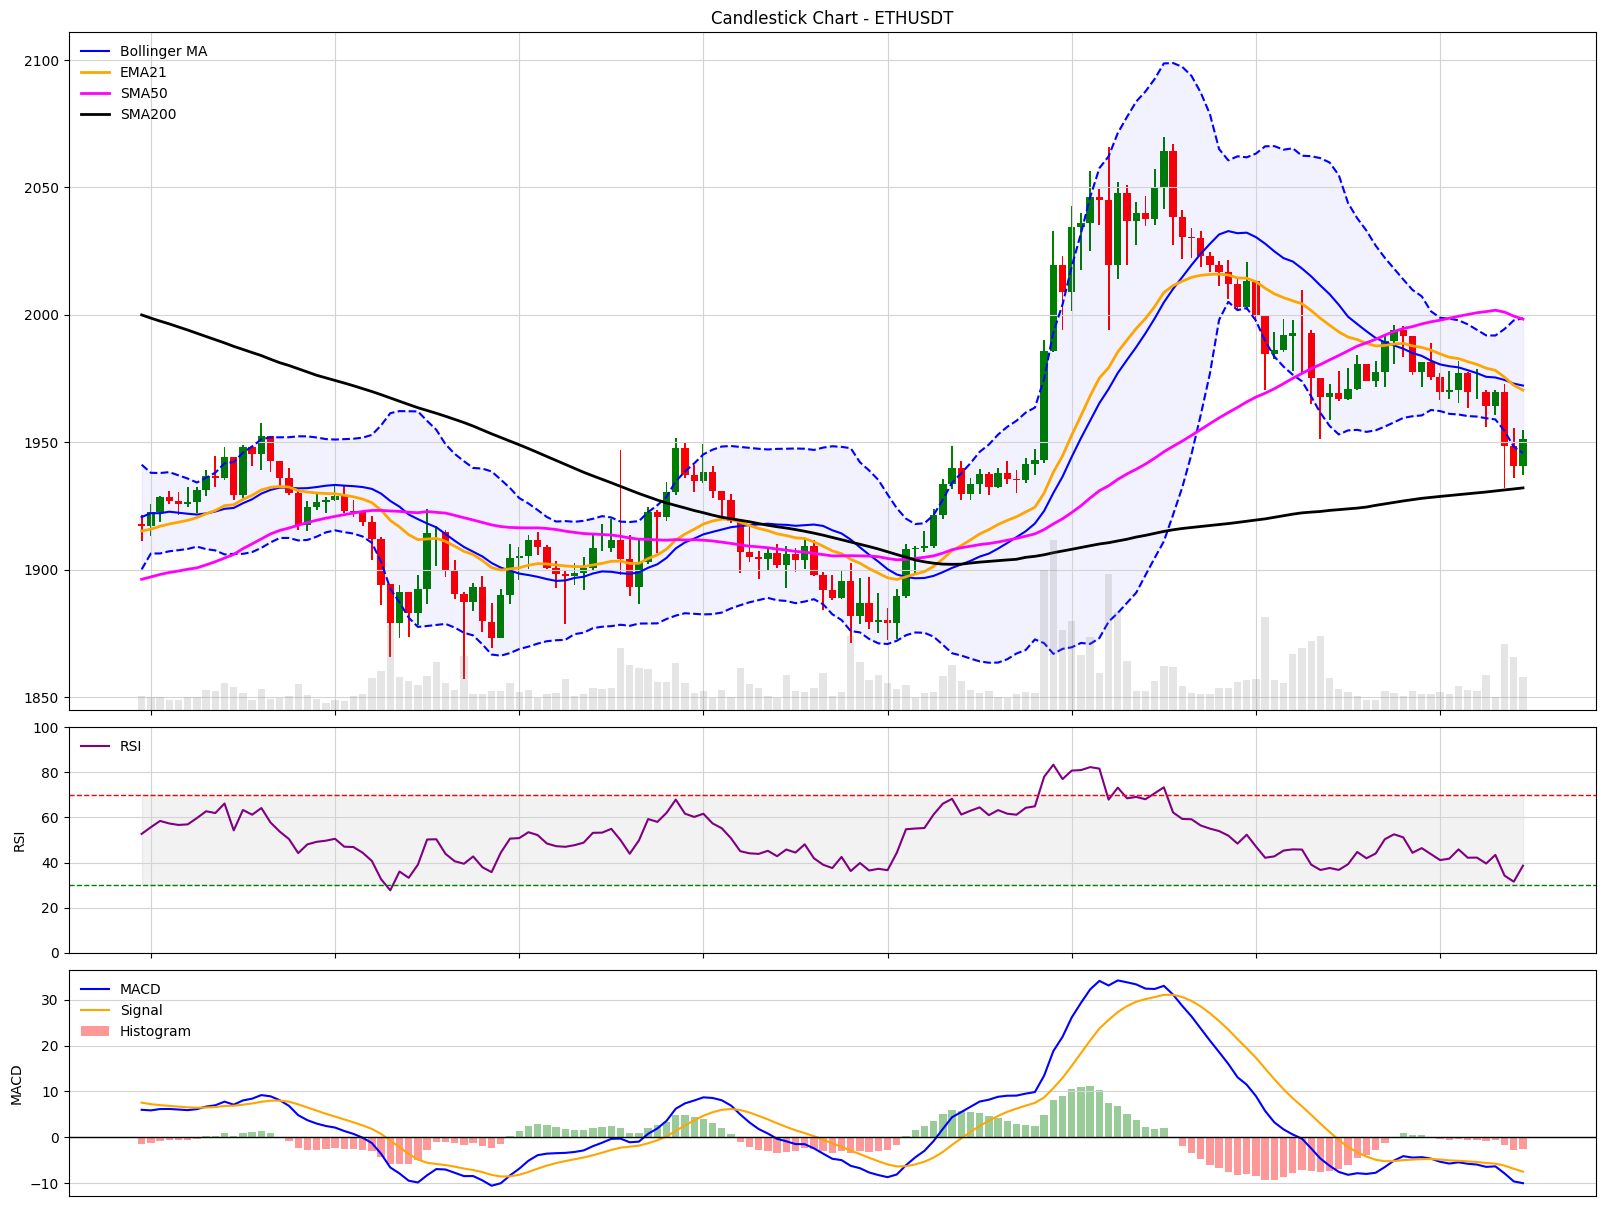 Candlestick Chart - ETHUSDT
Bollinger MA
EMA21
SMA50
SMA200
2100
2050
2000
1950
1900
1850
RSI
100
80
60
40
20
0
RSI
MACD
Signal
Histogram
30
20
10
0
−10
MACD